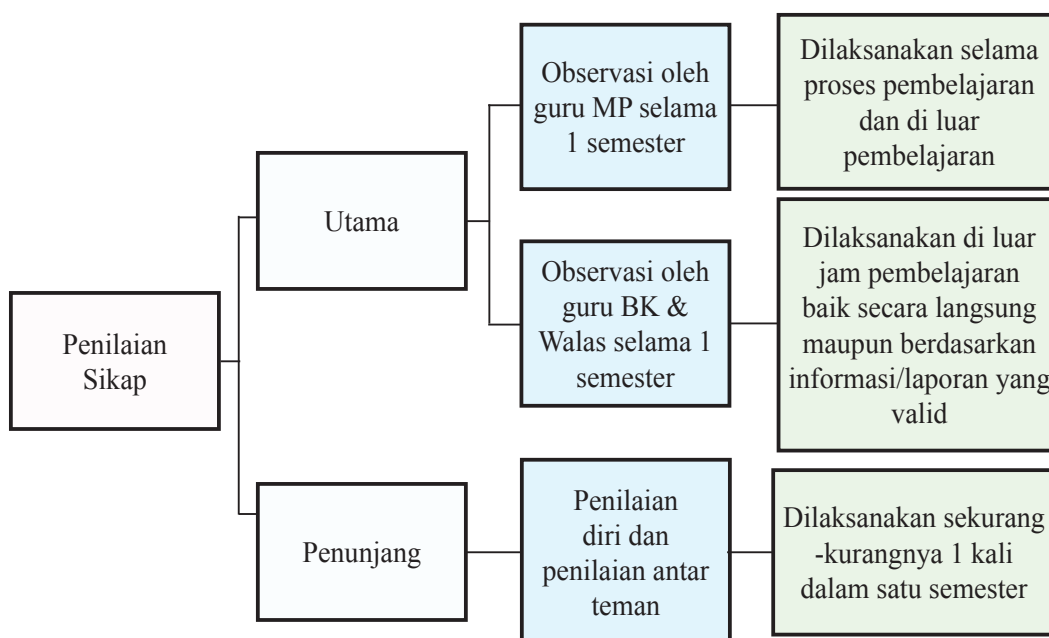 Penilaian
Sikap
Utama
Observasi oleh
guru MP selama
1 semester
Dilaksanakan selama
proses pembelajaran
dan di luar
pembelajaran
Observasi oleh
guru BK &
Walas selama 1
semester
Dilaksanakan di luar
jam pembelajaran
baik secara langsung
maupun berdasarkan
informasi/laporan yang
valid
Penunjang
Penilaian
diri dan
penilaian antar
teman
Dilaksanakan sekurang
-kurangnya 1 kali
dalam satu semester